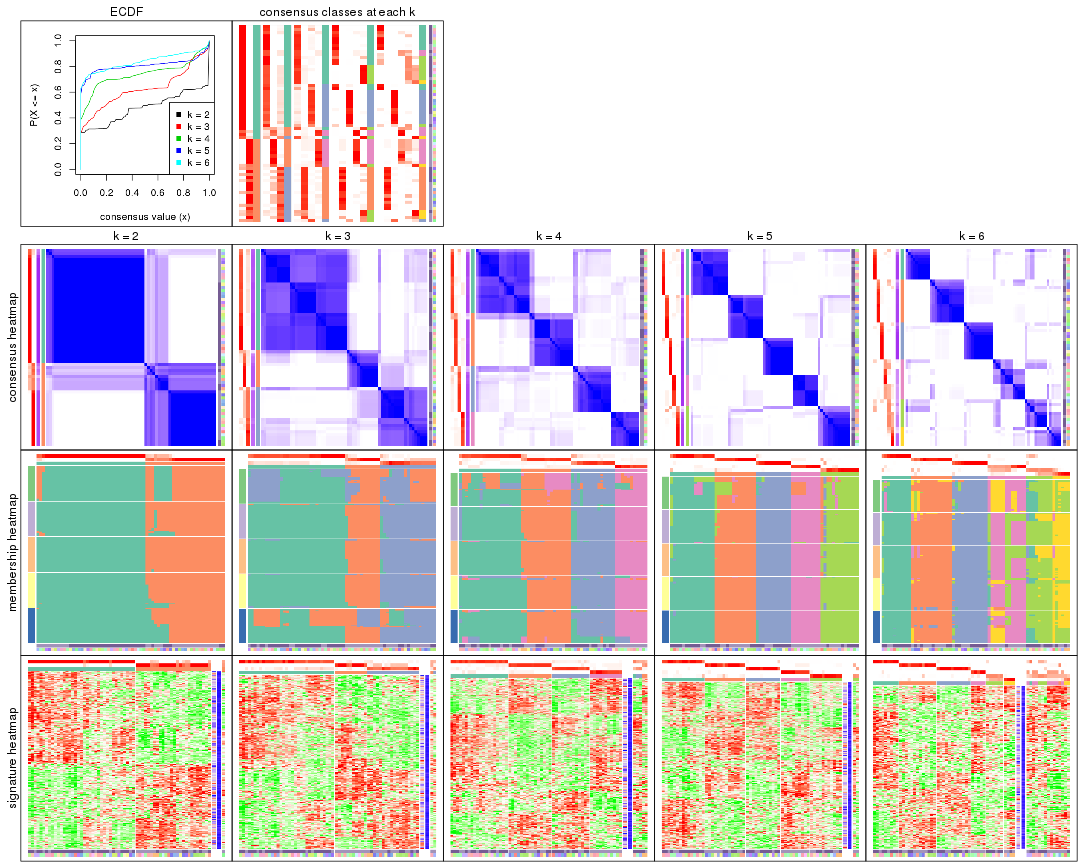 ECDF
consensus classes at each k
P(X <= x)
0.0 0.2 0.4 0.6 0.8 1.0
k = 2
k = 3
k = 4
k = 5
k = 6
0.0 0.2 0.4 0.6 0.8 1.0
consensus value (x)
k = 2 k = 3 k = 4 k = 5 k = 6
consensus heatmap
membership heatmap
signature heatmap